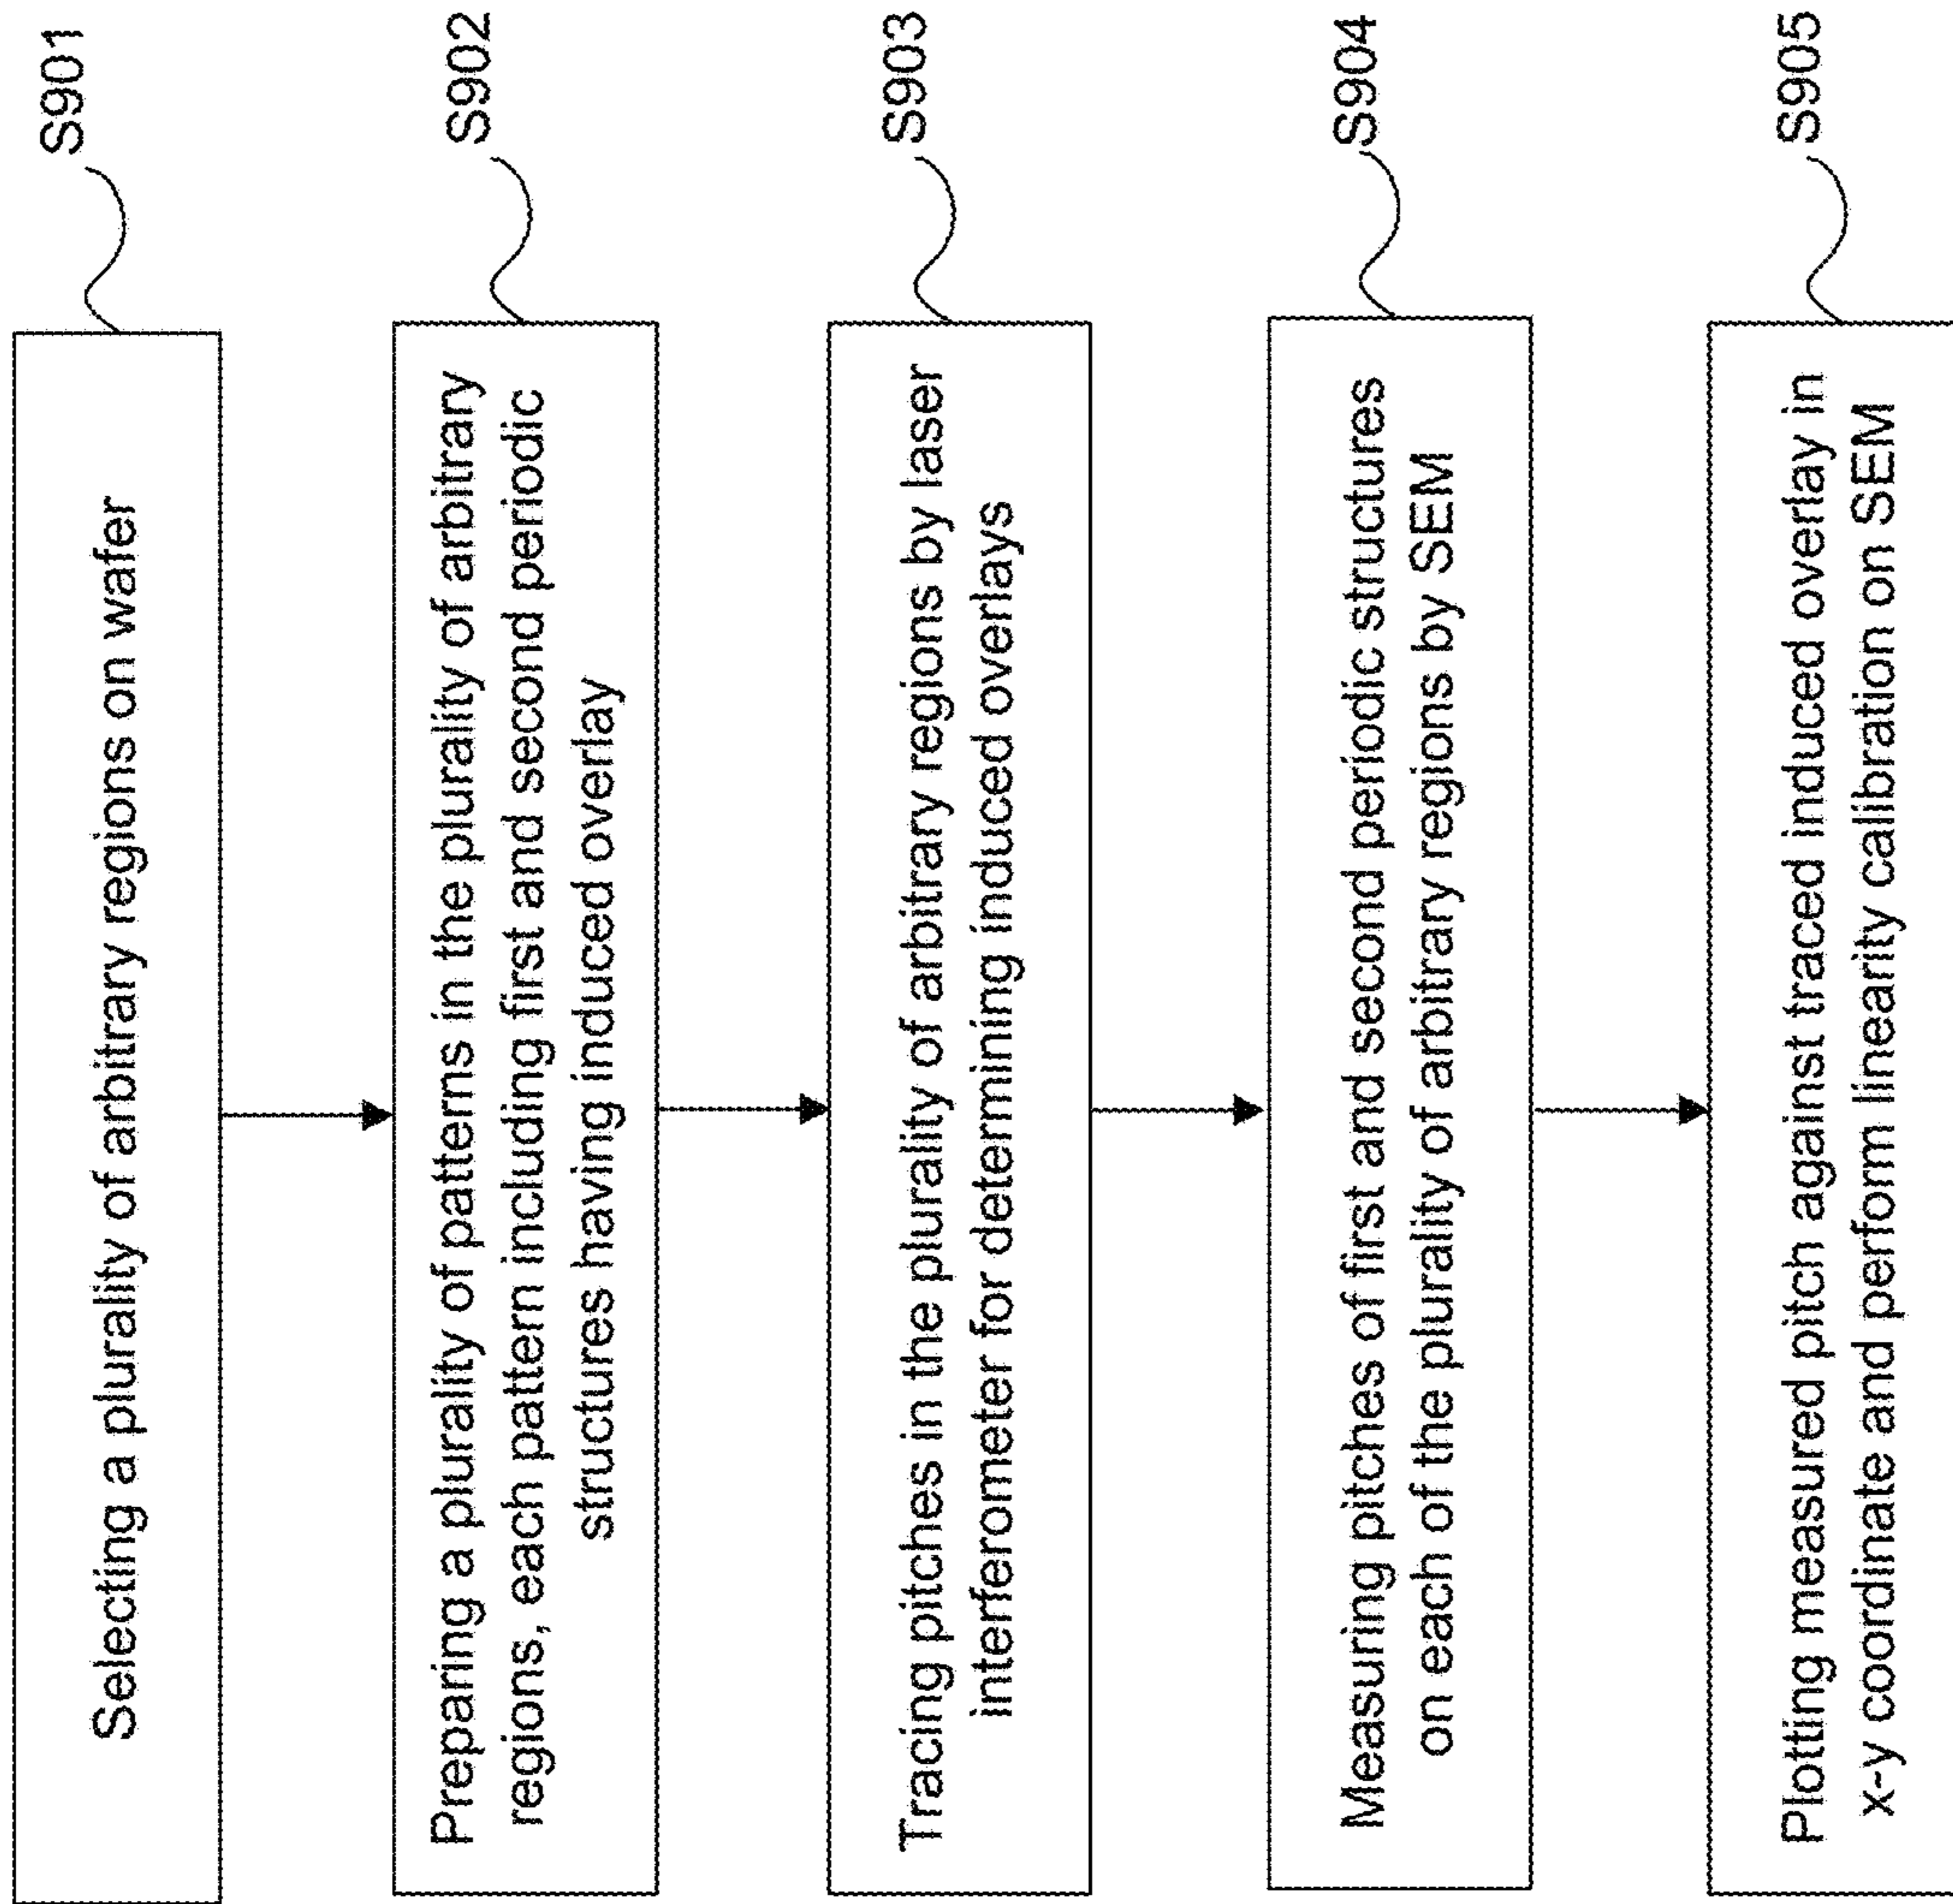 S901
Selecting a plurality of arbitrary regions on wafer
S902
Preparing a plurality of patterns in the plurality of arbitrary
regions, each pattern including first and second periodic
structures having induced overlay
S903
Tracing pitches in the plurality of arbitrary regions by laser
interferometer for determining induced overlays
S904
Measuring pitches of first and second periodic structures
on each of the plurality of arbitrary regions by SEM
S905
Plotting measured pitch against traced induced overlay in
x-y coordinate and perform linearity calibration on SEM